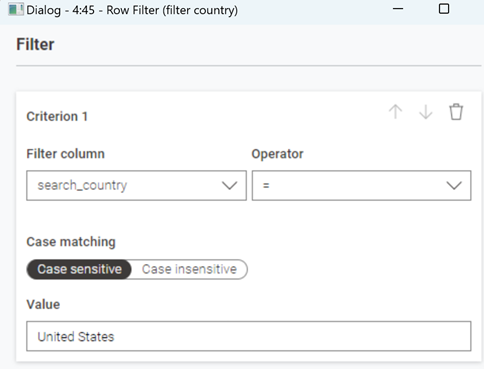 Dialog - 4:45 - Row Filter (filter country)
Filter
Criterion 1
Filter column Operator
search_country =
Case matching
Case sensitive Case insensitive
Value
United States